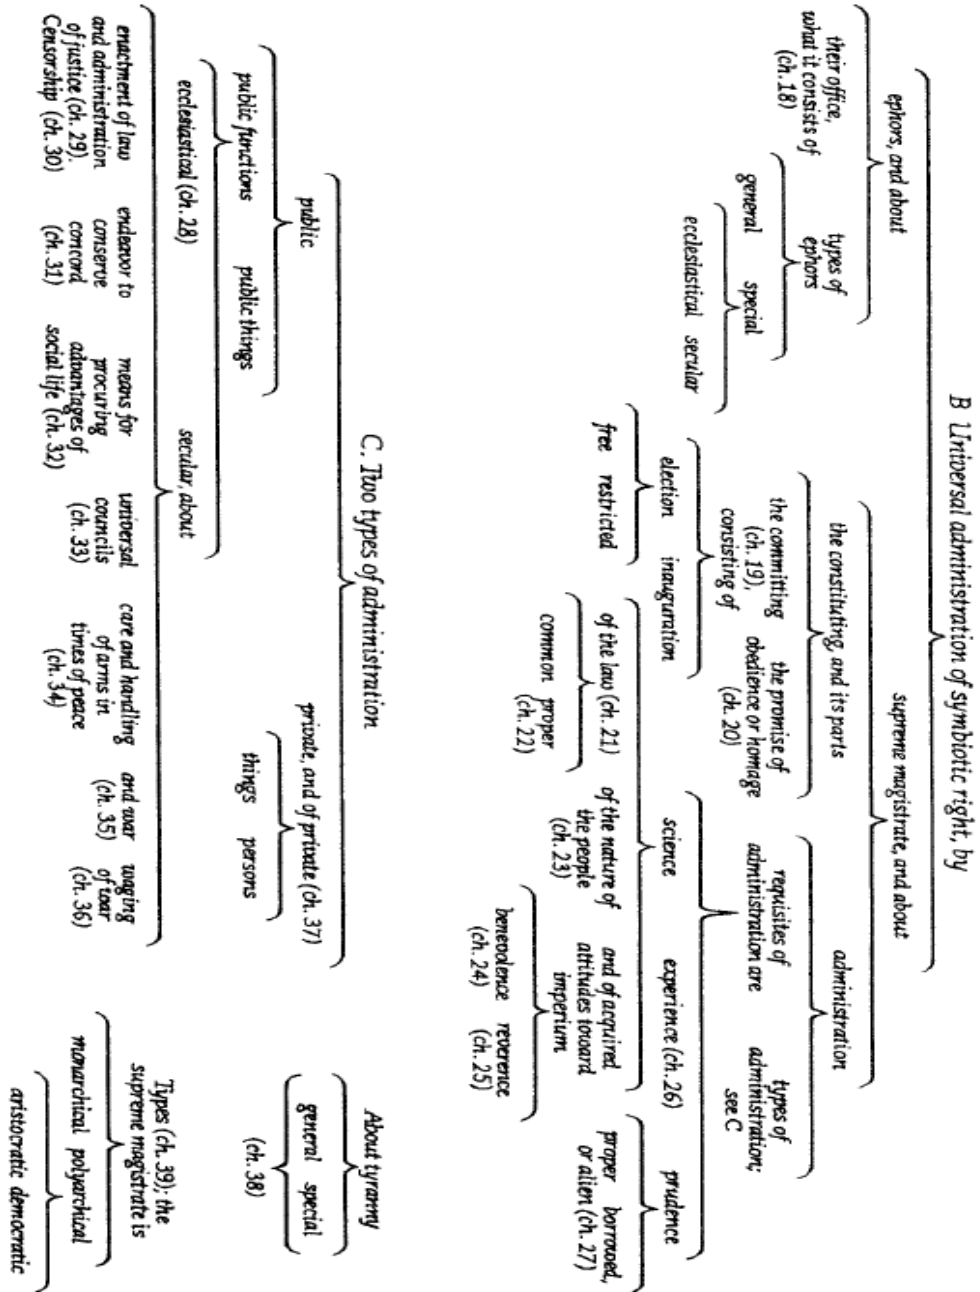 B Universal administration of symbiotic right, by
ephors, and about
supreme magistrate, and about
their office,
what it consists of
(ch. 18)
types of
ephors
general special
ecclesiastical secular
the constituting, and its parts
administration
the committing
(ch. 19),
consisting of
the promise of
obedience or homage
(ch. 20)
election inauguration
free restricted
requisites of
administration are
types of
administration;
see C
science experience (ch. 26) prudence
of the law (ch. 21)
common proper
(ch. 22)
of the nature of
the people
(ch. 23)
and of acquired
attitudes toward
imperium
benevolence reverence
(ch. 24) (ch. 25)
proper borrowed,
or alien (ch. 27)
C. Two types of administration
public
private, and of private (ch. 37)
public functions public things
things persons
ecclesiastical (ch. 28) secular, about
enactment of law
and administration
of justice (ch. 29).
Censorship (ch. 30)
endeavor to
conserve
concord
(ch. 31)
means for
procuring
advantages of
social life (ch. 32)
universal
councils
(ch. 33)
care and handling
of arms in
times of peace
(ch. 34)
and war
(ch. 35)
waging
of war
(ch. 36)
About tyranny
general special
(ch. 38)
Types (ch. 39); the
supreme magistrate is
monarchical polyarchical
aristocratic democratic